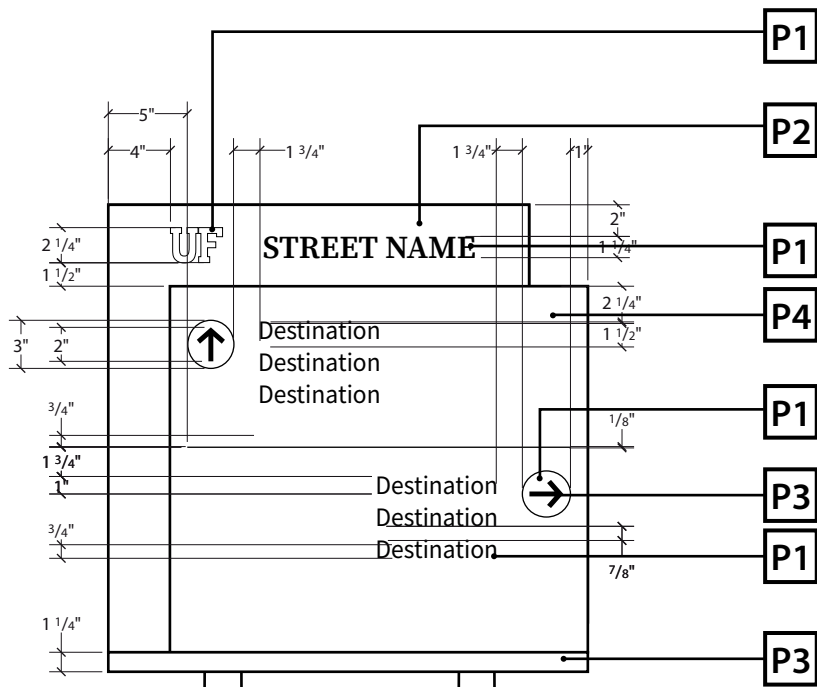 P1
5"
P2
4"
1 3/4"
1 3/4"
1"
2"
2 1/4"
UF
STREET NAME
1 1/4"
P1
1 1/2"
2 1/4"
P4
3"
2"
Destination
1 1/2"
Destination
Destination
3/4"
1/8"
P1
1 3/4"
1"
Destination
P3
Destination
3/4"
Destination
P1
7/8"
1 1/4"
P3